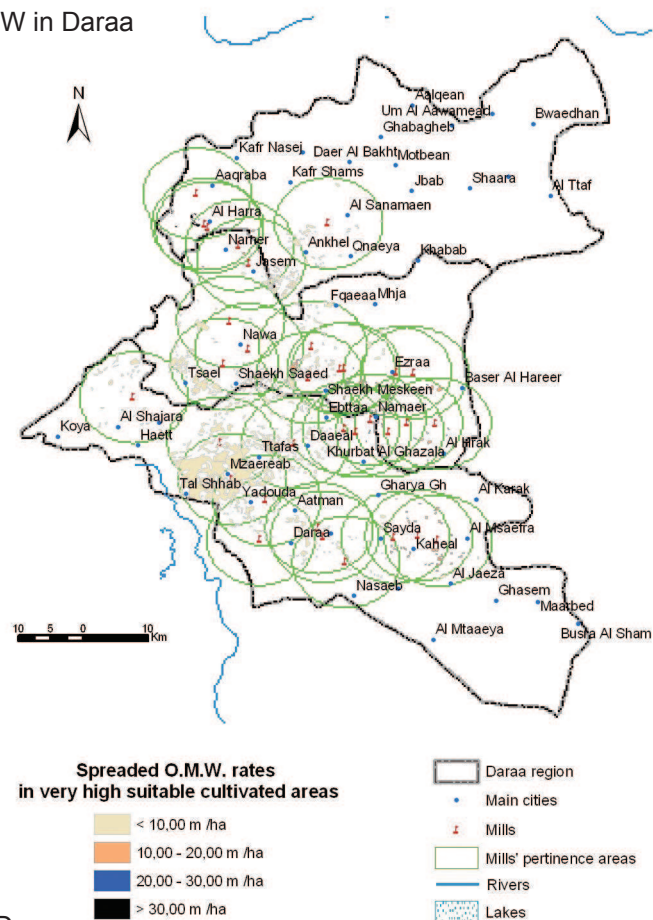 W in Daraa
N
Aalqean
Um Al Aawamead
Bwaedhan
Ghabagheb
Kafr Nasej
Daer Al Bakht
Motbean
Aaqraba
Kafr Shams
Jbab
Shaara
Al Ttaf
Al Harra
Al Sanamaen
Namer
Ankhel
Qnaeya
Khabab
Jasem
Fqaeaa
Mhja
Nawa
Ezraa
Tsael
Shaekh Saaed
Baser Al Hareer
Shaekh Meskeen
Al Shajara
Ebttaa
Namaer
Koya
Haett
Ttafas
Daaeal
Al Hrak
Khurbat Al Ghazala
Mzaereab
Tal Shhab
Yadouda
Gharya Gh
Al Karak
Aatman
Daraa
Sayda
Al Msaefra
Kaheal
Nasaeb
Al Jaeza
Ghasem
Maarbed
Al Mtaaeya
Busra Al Sham
10 5 0 10
Km
Spreaded O.M.W. rates
in very high suitable cultivated areas
< 10,00 m /ha
10,00 - 20,00 m /ha
20,00 - 30,00 m /ha
> 30,00 m /ha
Daraa region
Main cities
Mills
Mills' pertinence areas
Rivers
Lakes